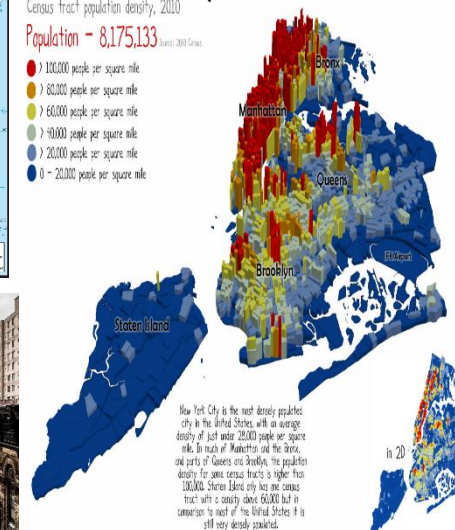 Census tract population density, 2010
Population - 8,175,133 Source: 2010 Census
> 100,000 people per square mile
> 80,000 people per square mile
> 60,000 people per square mile
> 40,000 people per square mile
> 20,000 people per square mile
0 - 20,000 people per square mile
Bronx
Manhattan
Queens
JFK Airport
Brooklyn
Staten Island
New York City is the most densely populated
city in the United States, with an average
density of just under 28,000 people per square
mile. In much of Manhattan and the Bronx,
and parts of Queens and Brooklyn, the population
density for some census tracts is higher than
100,000. Staten Island only has one census
tract with a density above 60,000 but in
comparison to most of the United States it is
still very densely populated.
in 2D